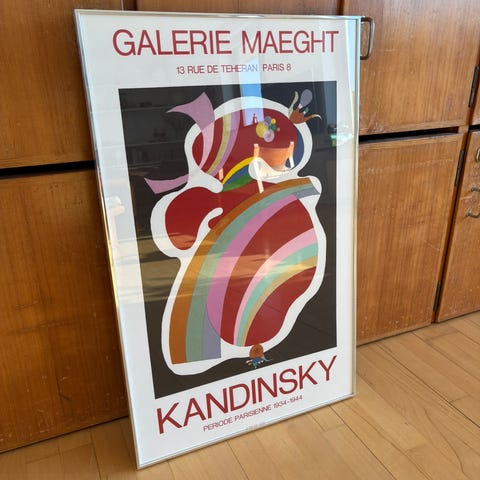 GALERIE MAEGHT
13 RUE DE TEHERAN PARIS 8
KANDINSKY
PERIODE PARISIENNE 1934-1944